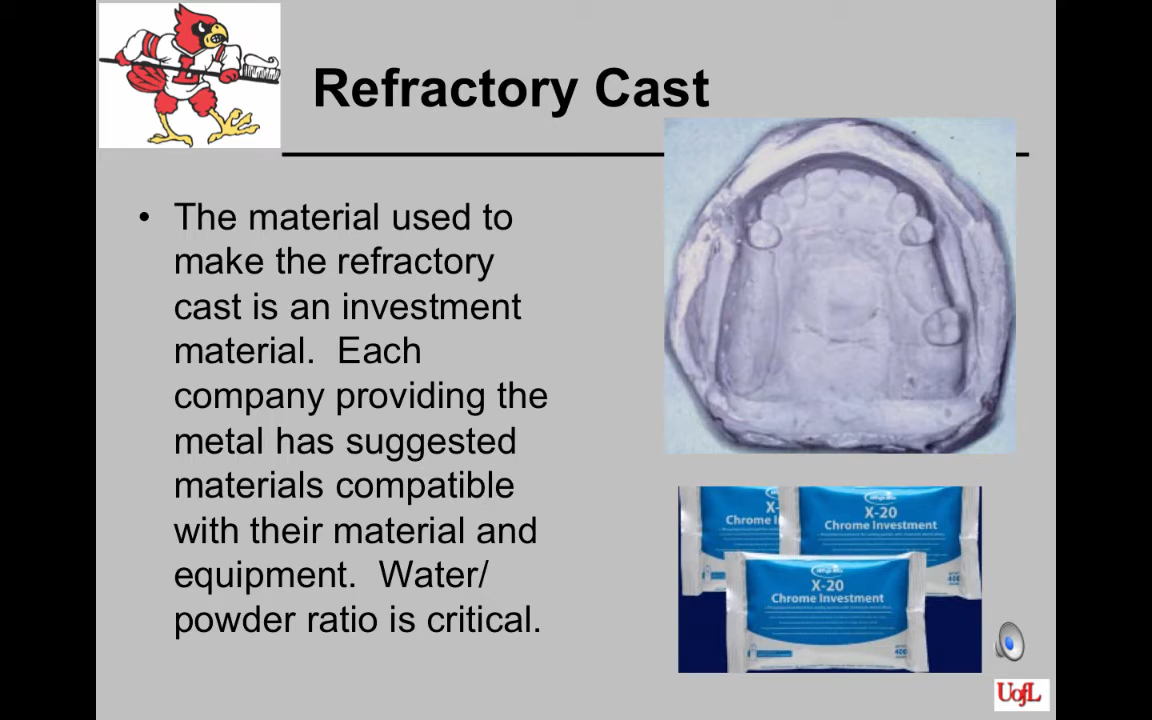 Refractory Cast
• The material used to
make the refractory
cast is an investment
material.  Each
company providing the
metal has suggested
materials compatible
with their material and
equipment.  Water/
powder ratio is critical.
X-20
Chrome Investment
X-20
Chrome Investment
UofL